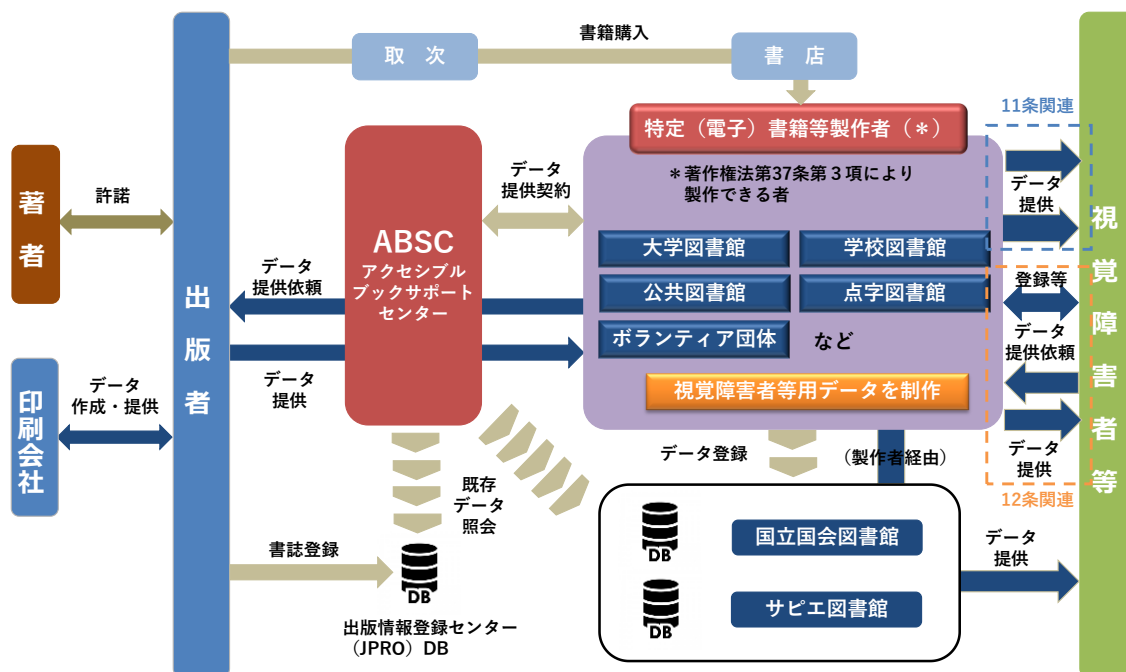 書籍購入
取　次
書　店
特定（電子）書籍等製作者（＊）
11条関連
＊著作権法第37条第３項により
製作できる者
データ
提供契約
データ
提供
著者
許諾
出版者
ABSC
アクセシブル
ブックサポート
センター
大学図書館
学校図書館
公共図書館
点字図書館
ボランティア団体
など
視覚障害者等用データを制作
視覚障害者等
データ
提供依頼
データ
提供
登録等
データ
提供依頼
データ
提供
12条関連
印刷会社
データ
作成・提供
データ登録
（製作者経由）
既存
データ
照会
書誌登録
DB
出版情報登録センター
（JPRO）DB
DB
国立国会図書館
DB
サピエ図書館
データ
提供